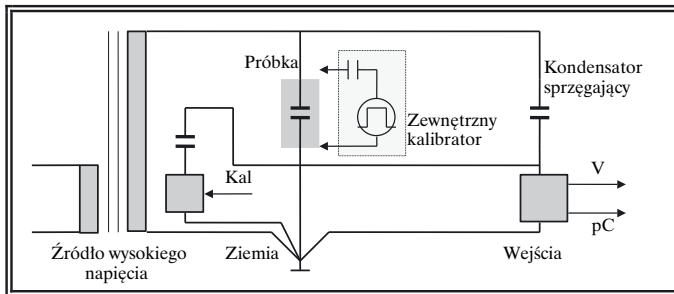 Próbka
Kondensator
sprzęgający
Zewnętrzny
kalibrator
Kal
V
pC
Źródło wysokiego
napięcia
Ziemia
Wejścia